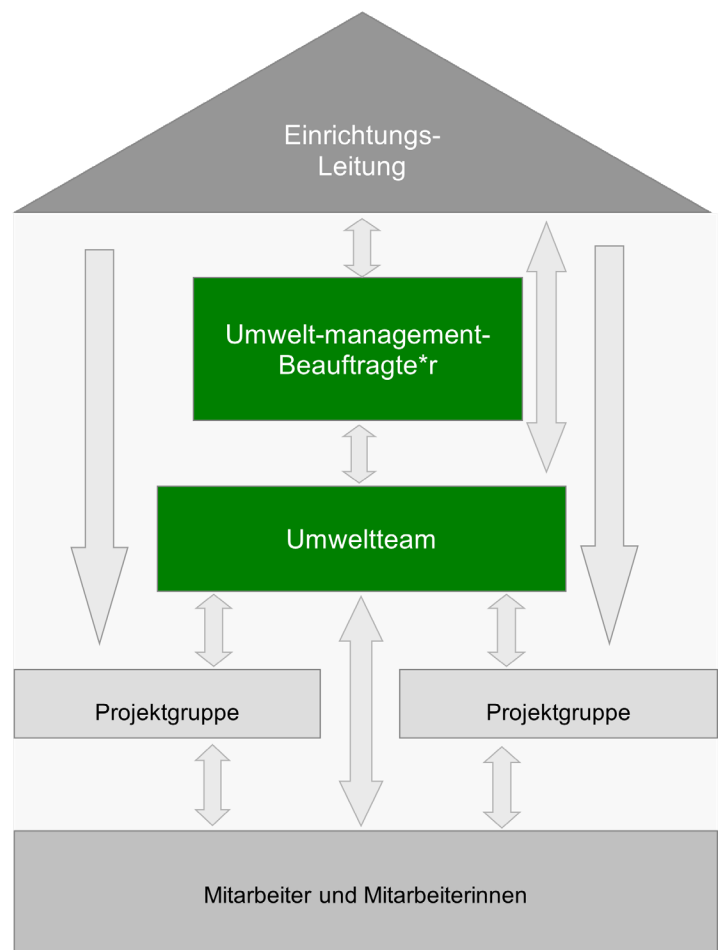 Einrichtungs-
Leitung
Umwelt-management-
Beauftragte*r
Umweltteam
Projektgruppe
Projektgruppe
Mitarbeiter und Mitarbeiterinnen